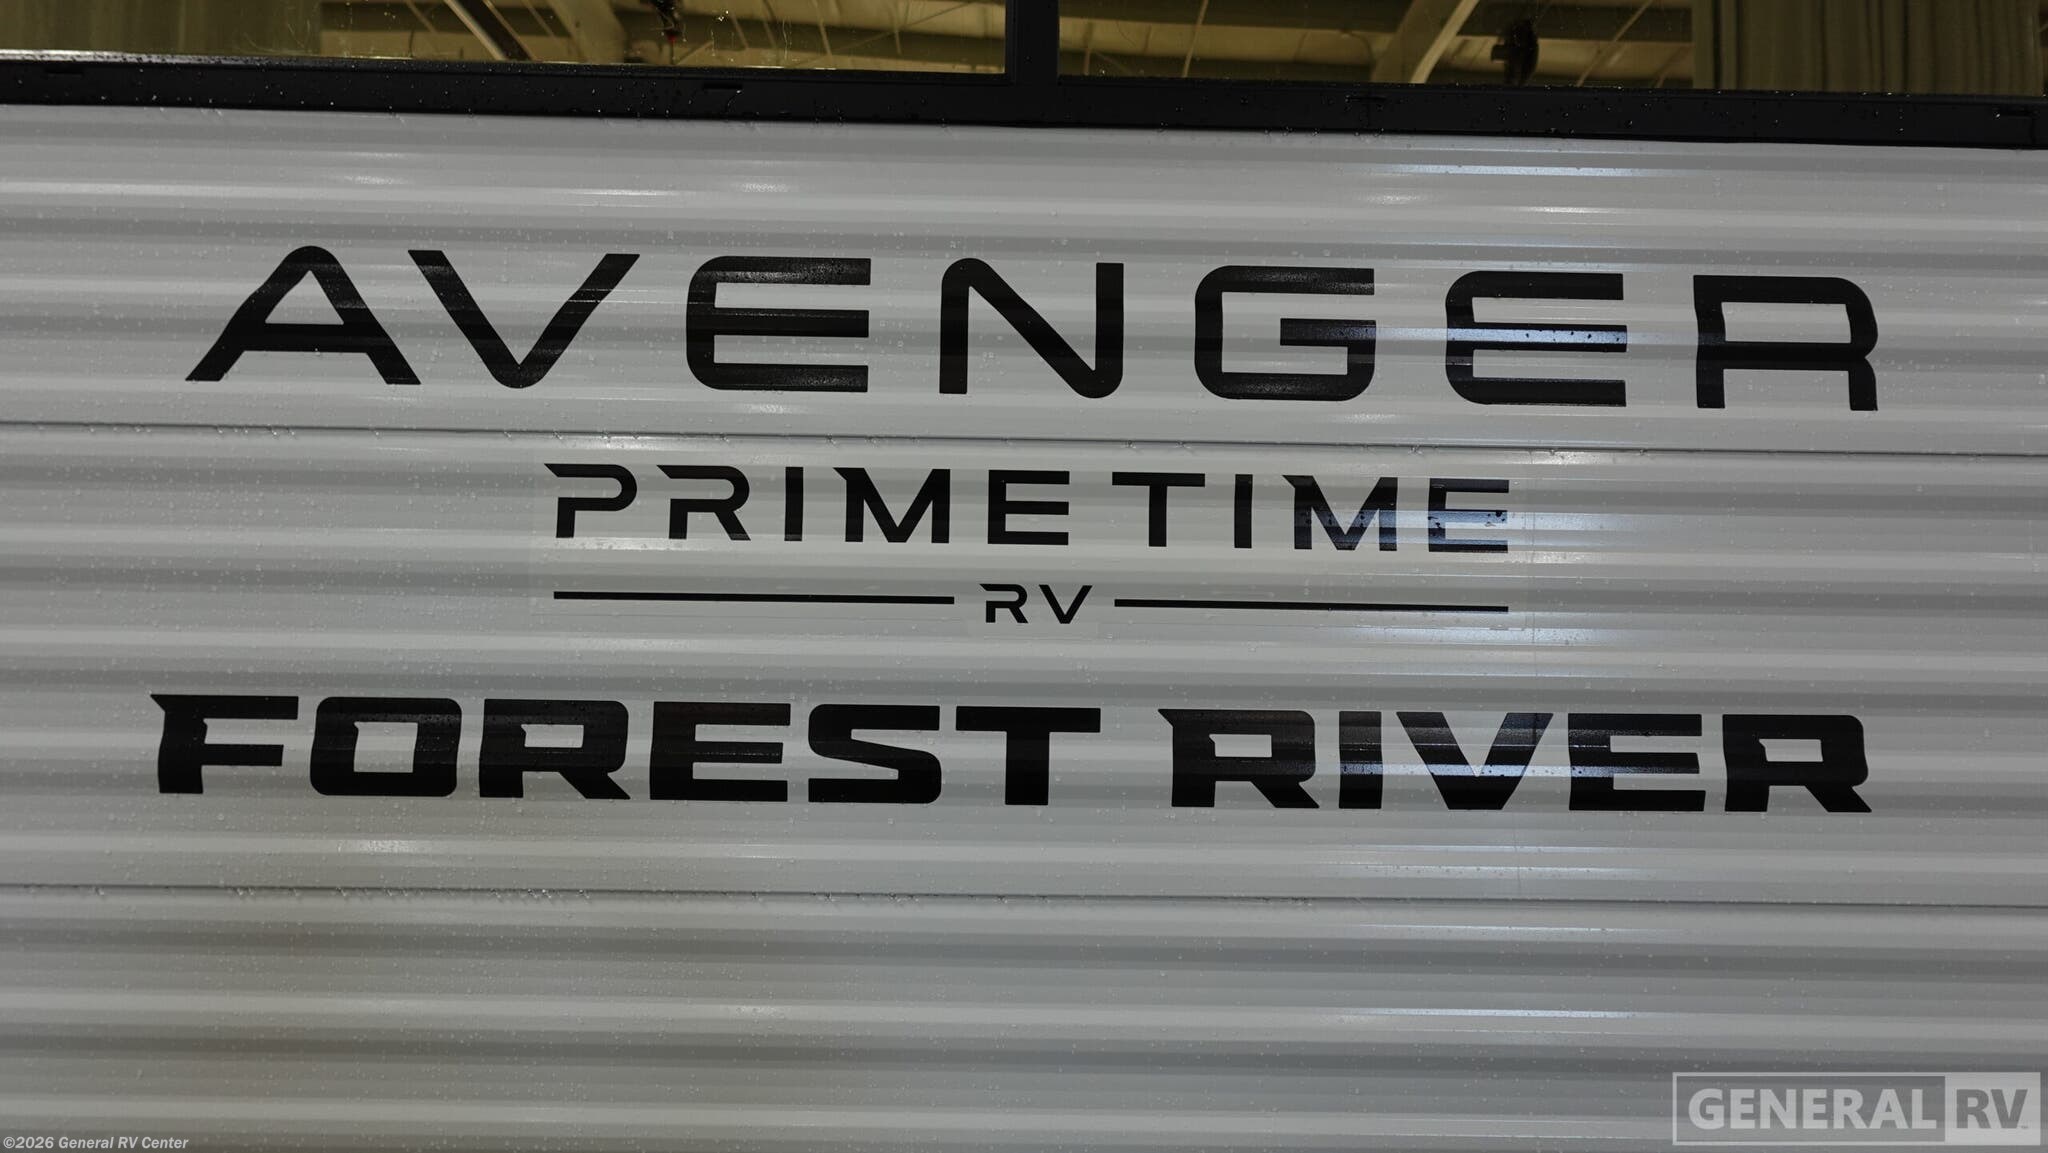 AVENGER
PRIME TIME
RV
FOREST RIVER
GENERAL RV
©2026 General RV Center